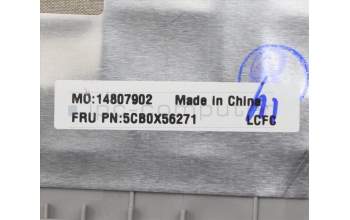 MO:14807902 Made in China
FRU PN:5CB0X56271 LCFC